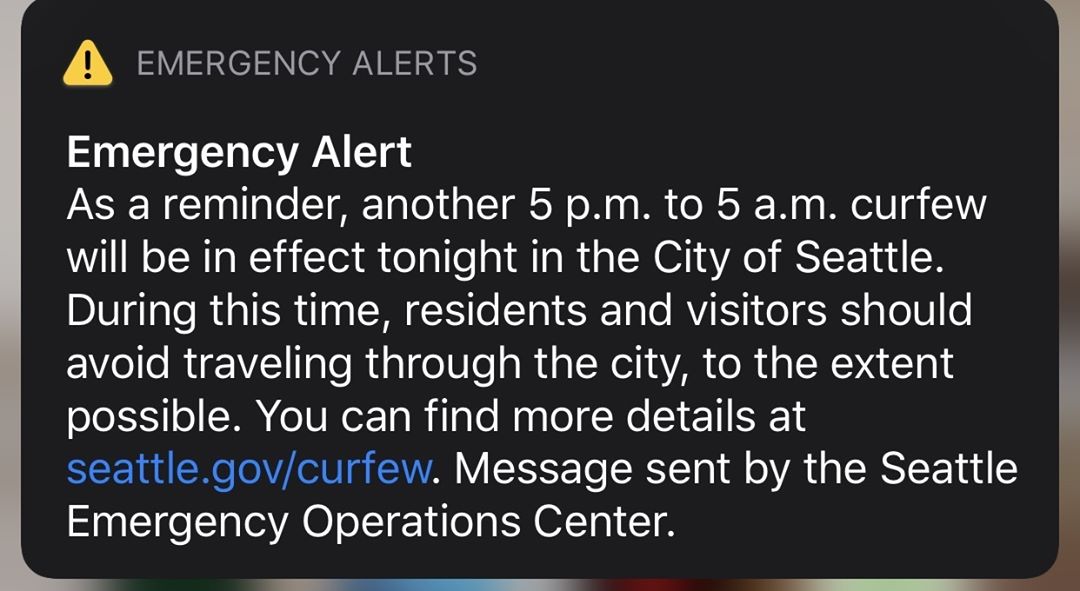 EMERGENCY ALERTS
Emergency Alert
As a reminder, another 5 p.m. to 5 a.m. curfew
will be in effect tonight in the City of Seattle.
During this time, residents and visitors should
avoid traveling through the city, to the extent
possible. You can find more details at
seattle.gov/curfew. Message sent by the Seattle
Emergency Operations Center.